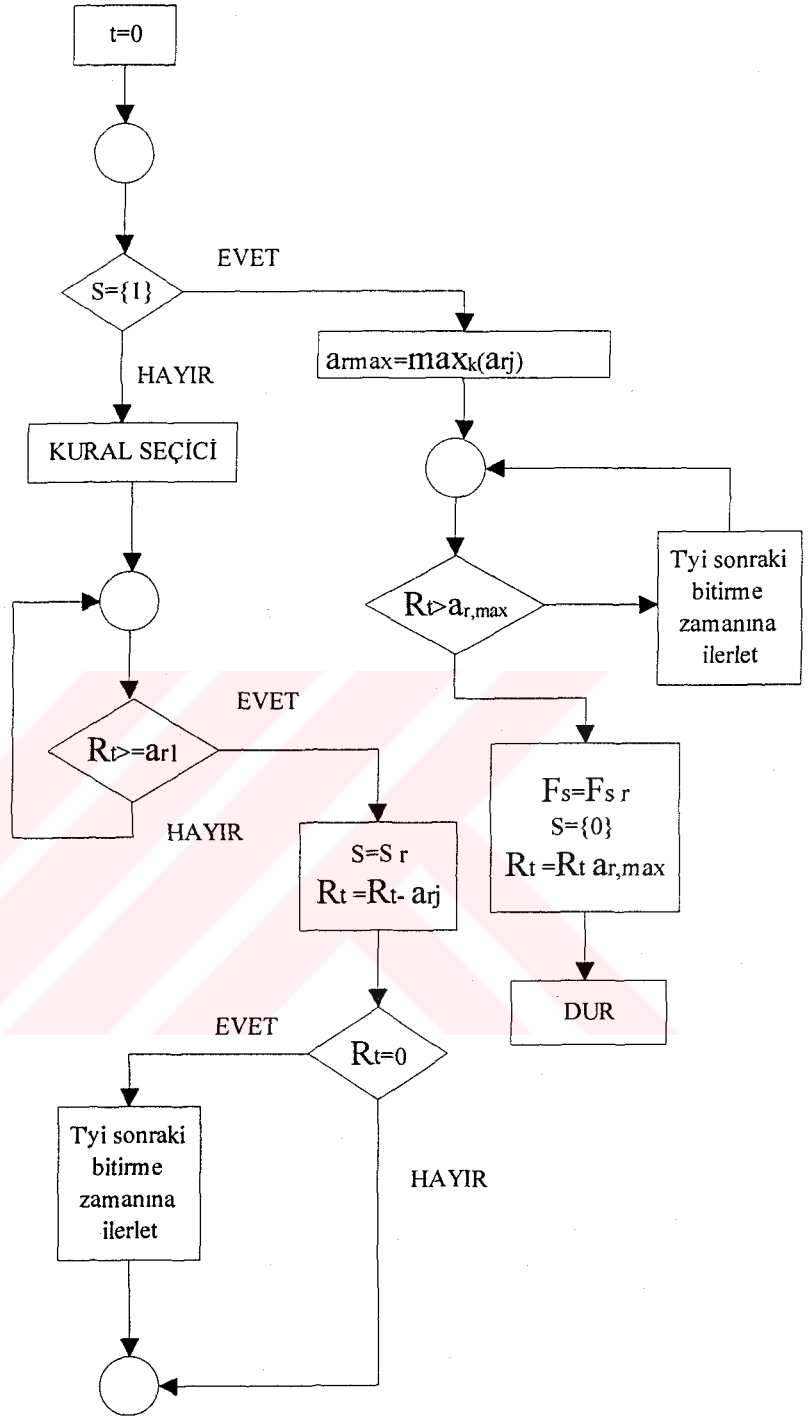 t=0
S={1}
EVET
HAYIR
armax=maxk(arj)
KURAL SEÇİCİ
Rt>ar,max
T'yi sonraki
bitirme
zamanına
ilerlet
Rt>=ar1
EVET
HAYIR
S=S r
Rt =Rt- arj
Fs=Fs r
S={0}
Rt =Rt ar,max
DUR
Rt=0
EVET
HAYIR
T'yi sonraki
bitirme
zamanına
ilerlet